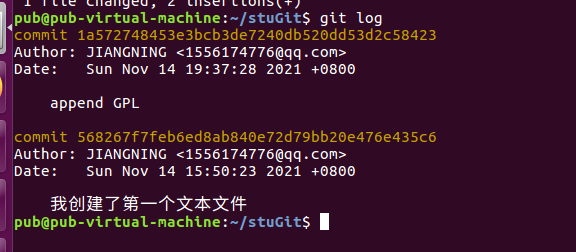 1 file changed, 2 insertions(+)
pub@pub-virtual-machine:~/stuGit$ git log
commit 1a572748453e3bcb3de7240db520dd53d2c58423
Author: JIANGNING <1556174776@qq.com>
Date:   Sun Nov 14 19:37:28 2021 +0800
append GPL
commit 568267f7feb6ed8ab840e72d79bb20e476e435c6
Author: JIANGNING <1556174776@qq.com>
Date:   Sun Nov 14 15:50:23 2021 +0800
我创建了第一个文本文件
pub@pub-virtual-machine:~/stuGit$